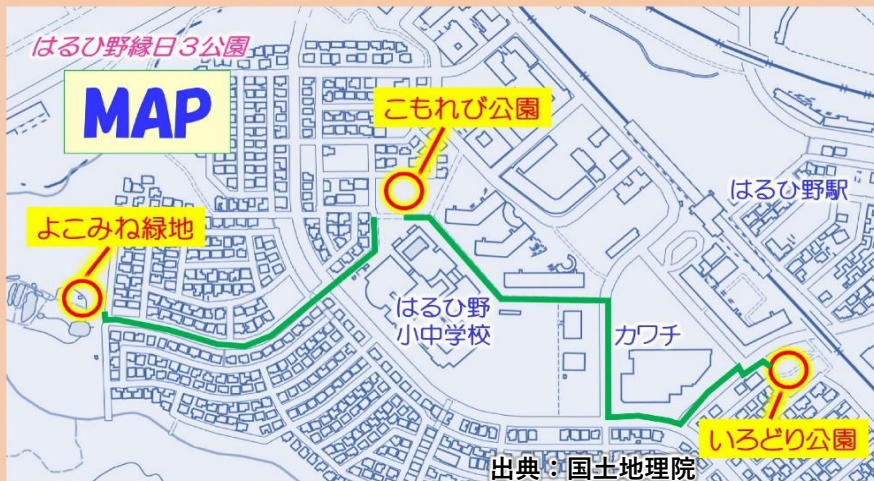 はるひ野縁日3公園
MAP
こもれび公園
はるひ野駅
よこみね緑地
はるひ野
小中学校
カワチ
いろどり公園
出典：国土地理院